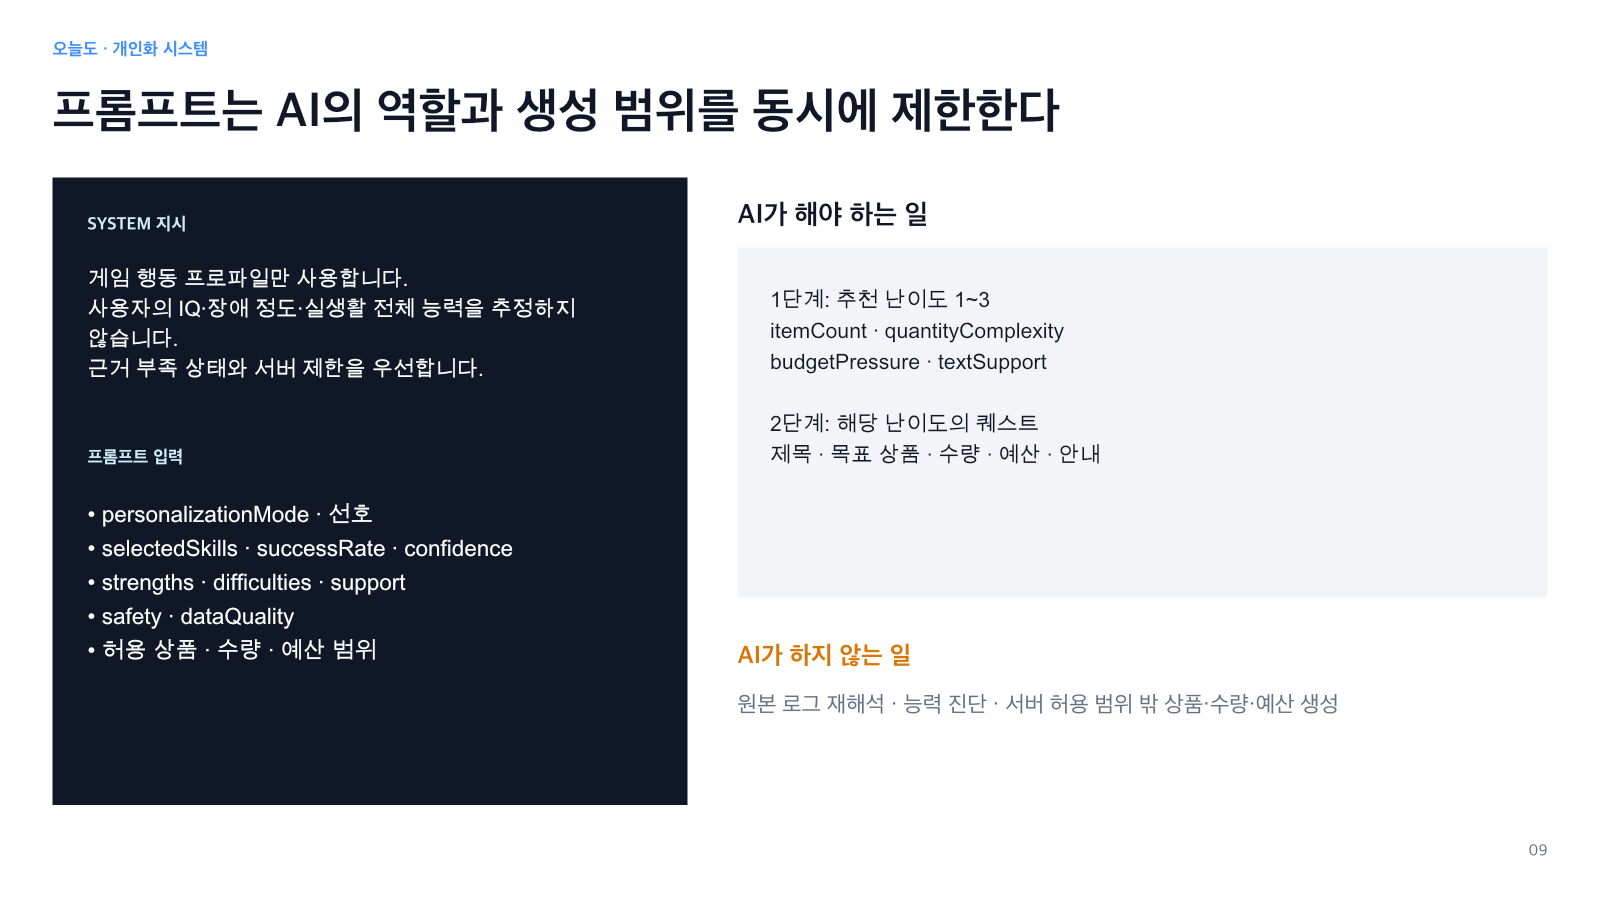 오늘도 · 개인화 시스템
프롬프트는 AI의 역할과 생성 범위를 동시에 제한한다
SYSTEM 지시
게임 행동 프로파일만 사용합니다.
사용자의 IQ·장애 정도·실생활 전체 능력을 추정하지
않습니다.
근거 부족 상태와 서버 제한을 우선합니다.
프롬프트 입력
• personalizationMode · 선호
• selectedSkills · successRate · confidence
• strengths · difficulties · support
• safety · dataQuality
• 허용 상품 · 수량 · 예산 범위
AI가 해야 하는 일
1단계: 추천 난이도 1~3
itemCount · quantityComplexity
budgetPressure · textSupport
2단계: 해당 난이도의 퀘스트
제목 · 목표 상품 · 수량 · 예산 · 안내
AI가 하지 않는 일
원본 로그 재해석 · 능력 진단 · 서버 허용 범위 밖 상품·수량·예산 생성
09